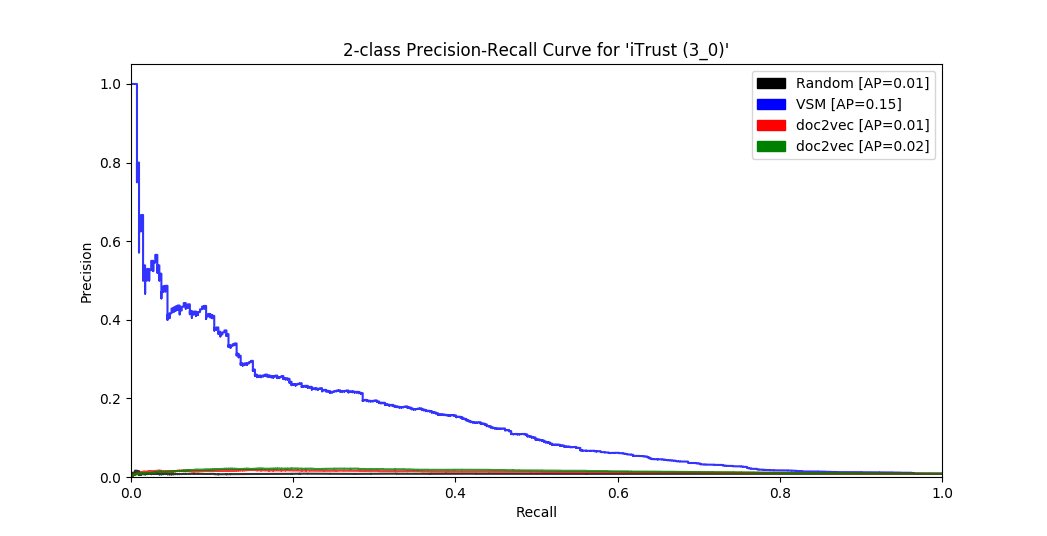 2-class Precision-Recall Curve for 'iTrust (3_0)'
Random [AP=0.01]
VSM [AP=0.15]
doc2vec [AP=0.01]
doc2vec [AP=0.02]
Precision
1.0
0.8
0.6
0.4
0.2
0.0
0.0 0.2 0.4 0.6 0.8 1.0
Recall